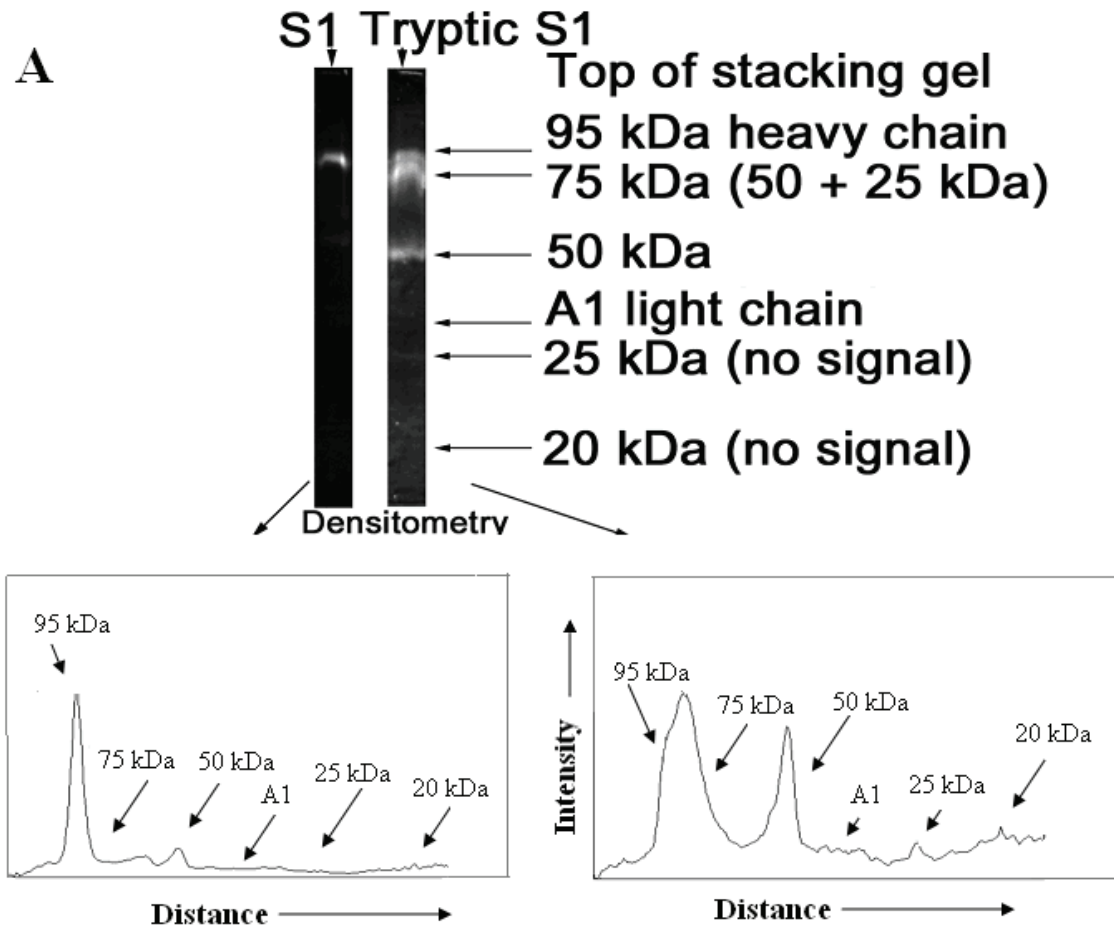 A
S1 Tryptic S1
Top of stacking gel
95 kDa heavy chain
75 kDa (50 + 25 kDa)
50 kDa
A1 light chain
25 kDa (no signal)
20 kDa (no signal)
Densitometry
95 kDa
75 kDa
50 kDa
A1
25 kDa
20 kDa
Distance
Intensity
95 kDa
75 kDa
50 kDa
A1
25 kDa
20 kDa
Distance